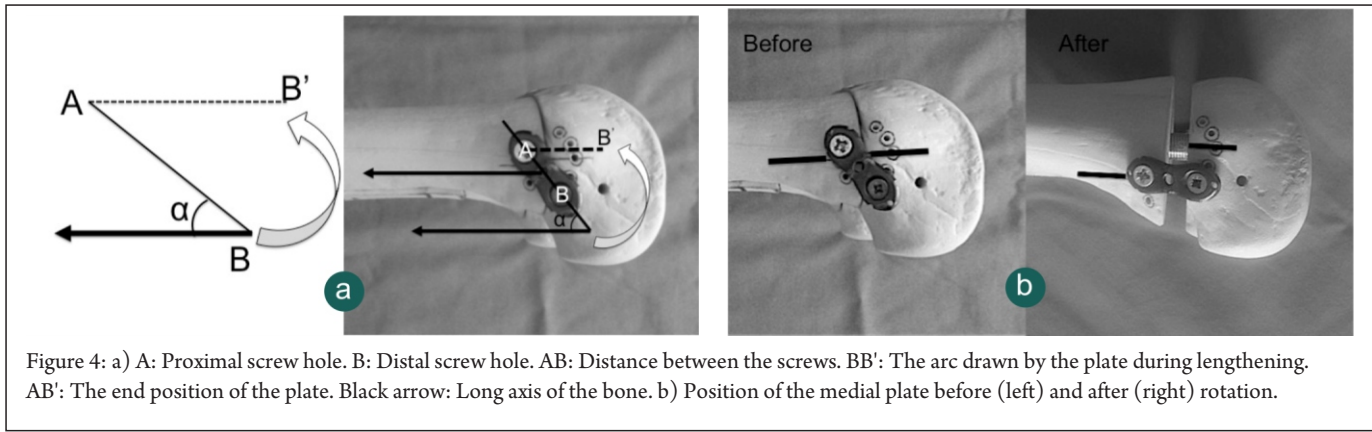 A
B'
α
B
a
A
B'
B
α
Before
After
b
Figure 4: a) A: Proximal screw hole. B: Distal screw hole. AB: Distance between the screws. BB': The arc drawn by the plate during lengthening.
AB': The end position of the plate. Black arrow: Long axis of the bone. b) Position of the medial plate before (left) and after (right) rotation.